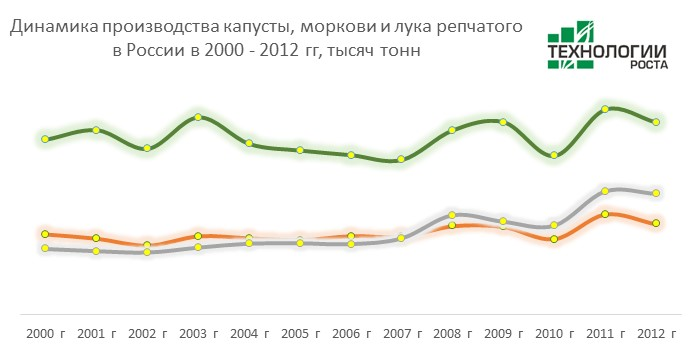 Динамика производства капусты, моркови и лука репчатого
в России в 2000 - 2012 гг, тысяч тонн
ТЕХНОЛОГИИ
РОСТА
2000 г 2001 г 2002 г 2003 г 2004 г 2005 г 2006 г 2007 г 2008 г 2009 г 2010 г 2011 г 2012 г